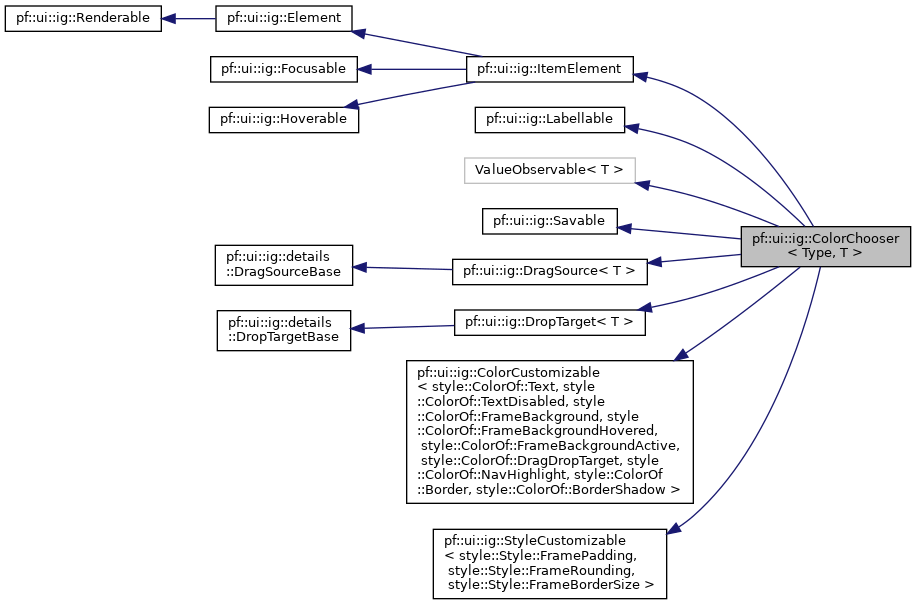 pf::ui::ig::Renderable
pf::ui::ig::Element
pf::ui::ig::Focusable
pf::ui::ig::ItemElement
pf::ui::ig::Hoverable
pf::ui::ig::Labellable
ValueObservable< T >
pf::ui::ig::Savable
pf::ui::ig::ColorChooser
< Type, T >
pf::ui::ig::details
::DragSourceBase
pf::ui::ig::DragSource< T >
pf::ui::ig::details
::DropTargetBase
pf::ui::ig::DropTarget< T >
pf::ui::ig::ColorCustomizable
< style::ColorOf::Text, style
::ColorOf::TextDisabled, style
::ColorOf::FrameBackground, style
::ColorOf::FrameBackgroundHovered,
style::ColorOf::FrameBackgroundActive,
style::ColorOf::DragDropTarget, style
::ColorOf::NavHighlight, style::ColorOf
::Border, style::ColorOf::BorderShadow >
pf::ui::ig::StyleCustomizable
< style::Style::FramePadding,
style::Style::FrameRounding,
style::Style::FrameBorderSize >